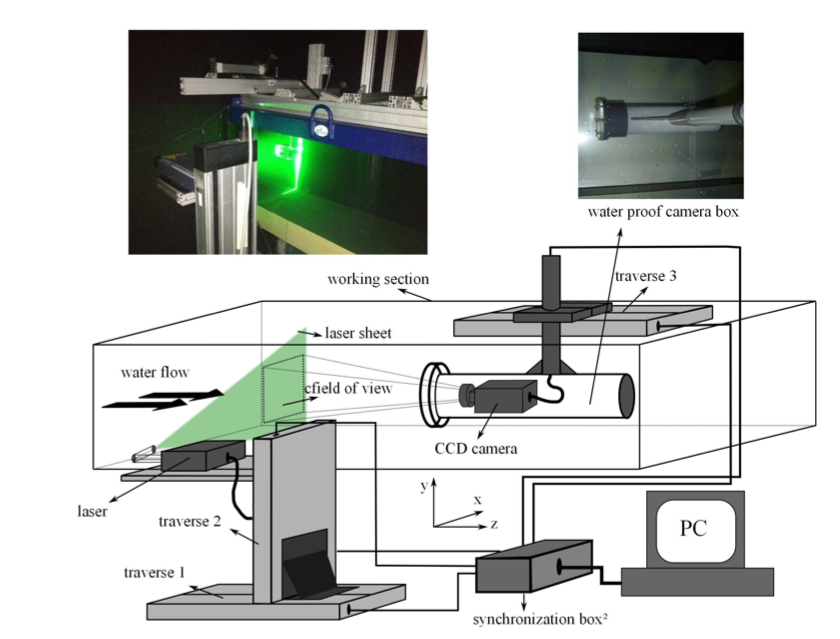 water proof camera box
working section
traverse 3
laser sheet
water flow
cfield of view
CCD camera
laser
y
x
z
traverse 2
PC
traverse 1
synchronization box²